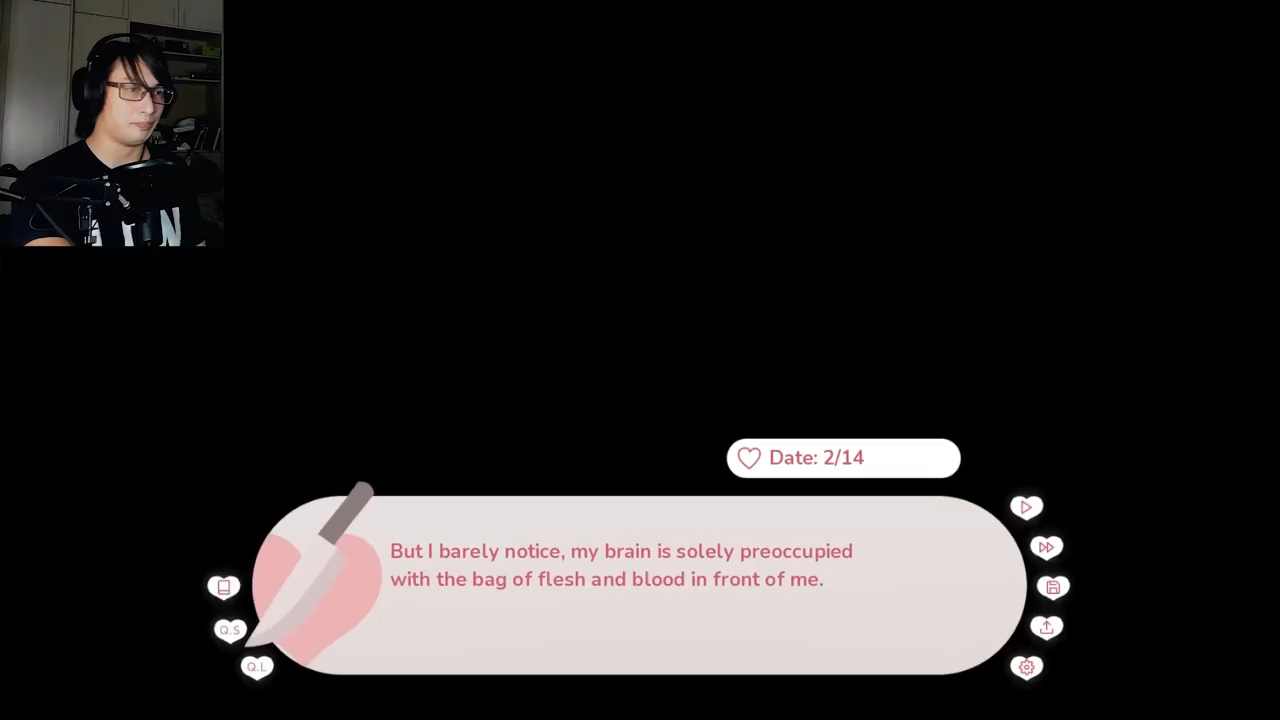 Date: 2/14
But I barely notice, my brain is solely preoccupied
with the bag of flesh and blood in front of me.
Q.S
Q.L